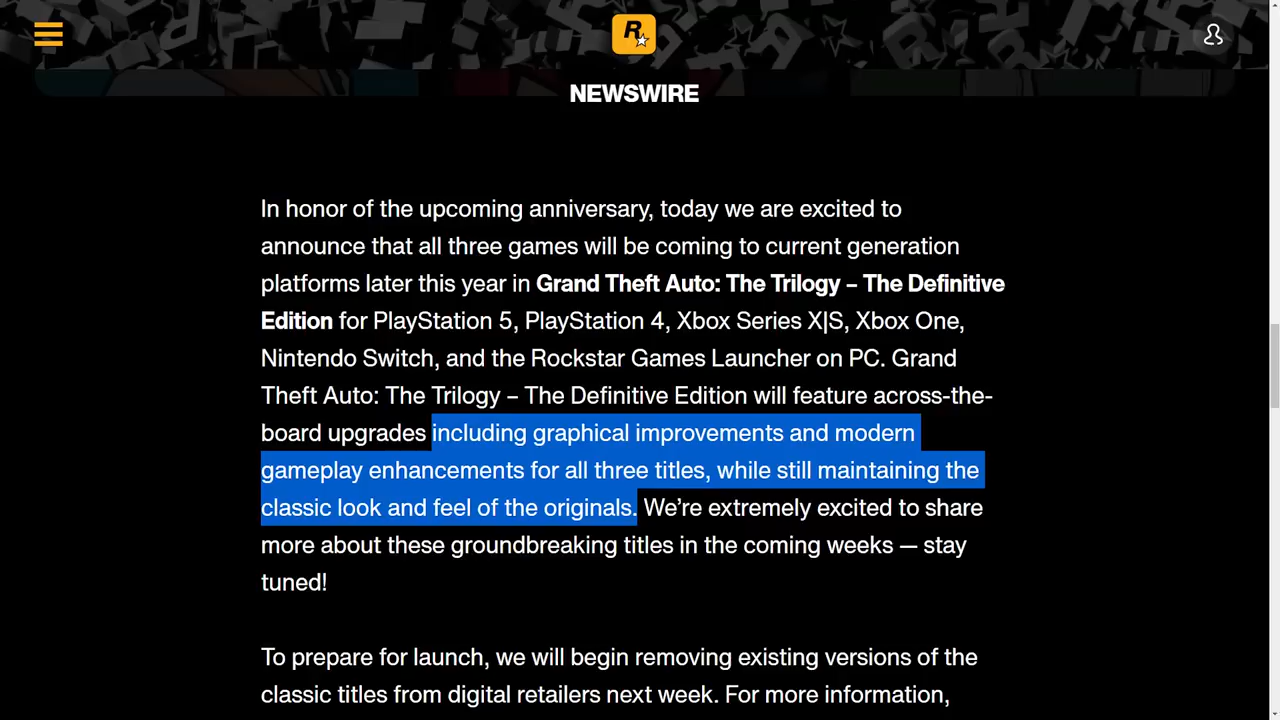 R
NEWSWIRE
In honor of the upcoming anniversary, today we are excited to
announce that all three games will be coming to current generation
platforms later this year in Grand Theft Auto: The Trilogy – The Definitive
Edition for PlayStation 5, PlayStation 4, Xbox Series X|S, Xbox One,
Nintendo Switch, and the Rockstar Games Launcher on PC. Grand
Theft Auto: The Trilogy – The Definitive Edition will feature across-the-
board upgrades including graphical improvements and modern
gameplay enhancements for all three titles, while still maintaining the
classic look and feel of the originals. We’re extremely excited to share
more about these groundbreaking titles in the coming weeks — stay
tuned!
To prepare for launch, we will begin removing existing versions of the
classic titles from digital retailers next week. For more information,